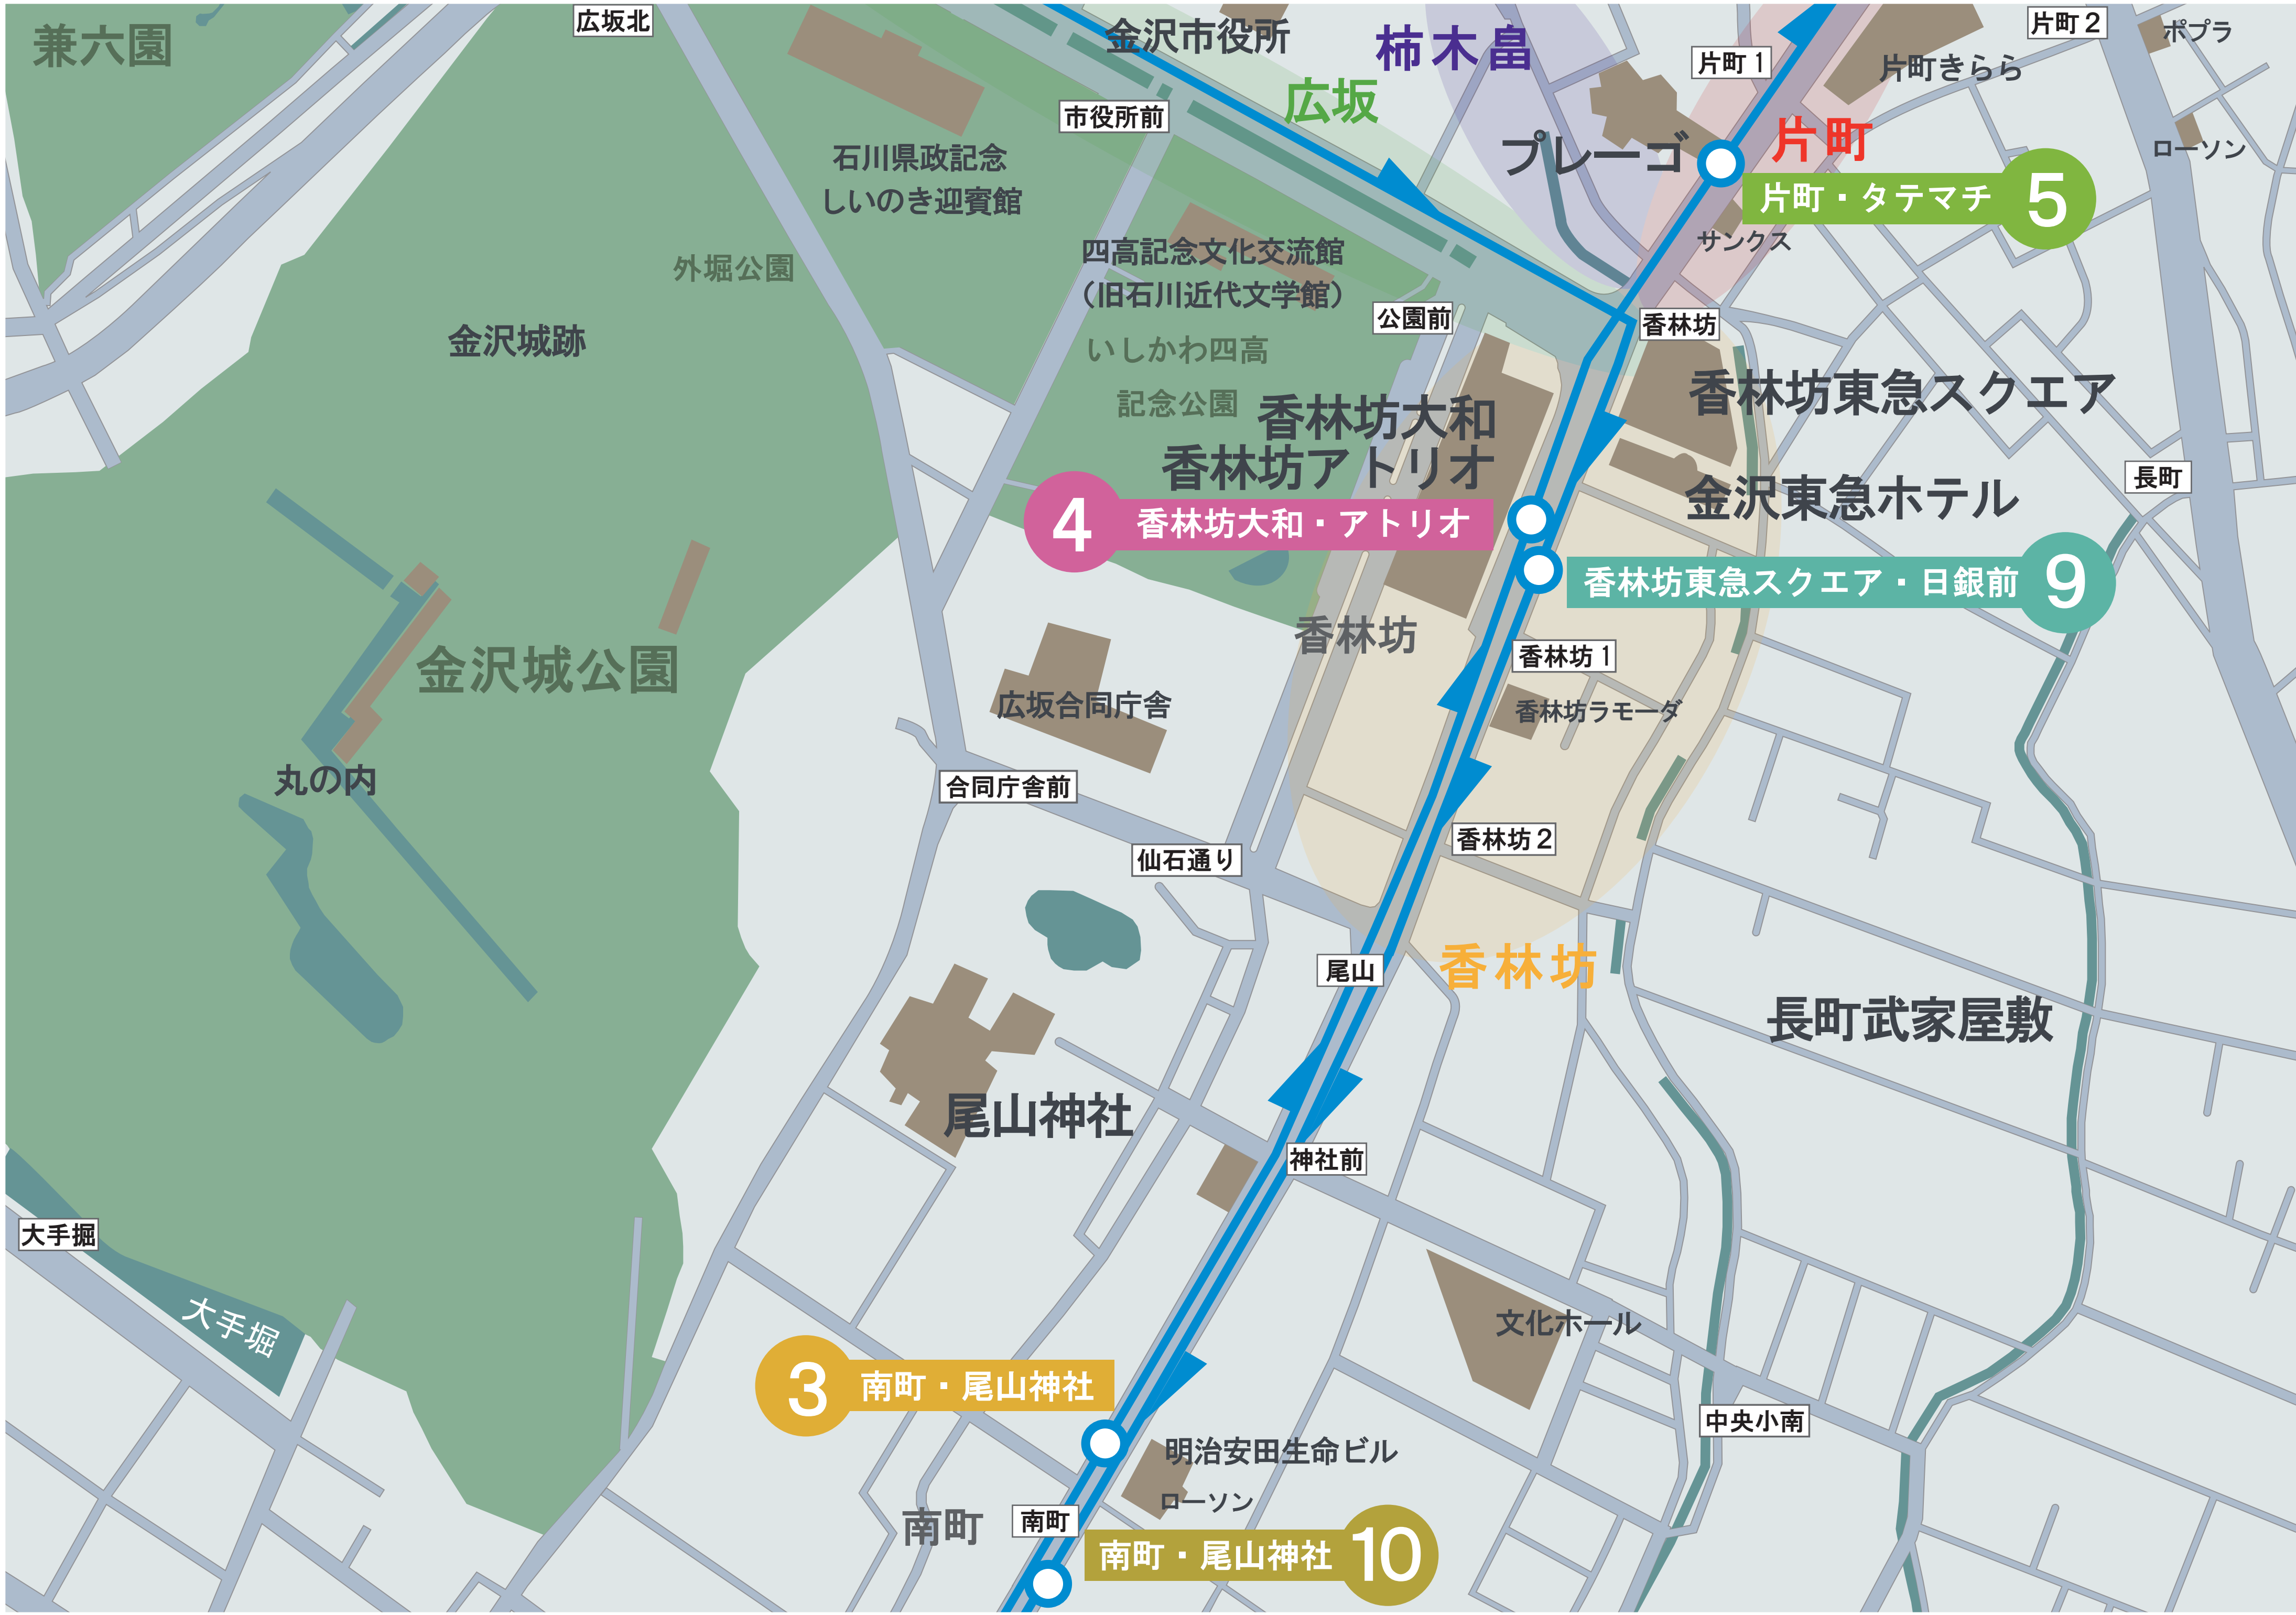 兼六園
広坂北
金沢市役所
柿木畠
片町2
ポプラ
片町1
片町きらら
広坂
市役所前
片町
ローソン
プレーゴ
石川県政記念
しいのき迎賓館
片町・タテマチ 5
サンクス
四高記念文化交流館
(旧石川近代文学館)
外堀公園
公園前
香林坊
金沢城跡
いしかわ四高
記念公園
香林坊東急スクエア
香林坊大和
香林坊アトリオ
長町
金沢東急ホテル
4 香林坊大和・アトリオ
香林坊東急スクエア・日銀前 9
香林坊
香林坊1
金沢城公園
広坂合同庁舎
香林坊ラモーダ
丸の内
合同庁舎前
香林坊2
仙石通り
尾山
香林坊
長町武家屋敷
尾山神社
神社前
大手掘
大手堀
文化ホール
3 南町・尾山神社
中央小南
明治安田生命ビル
ローソン
南町
南町
南町・尾山神社 10